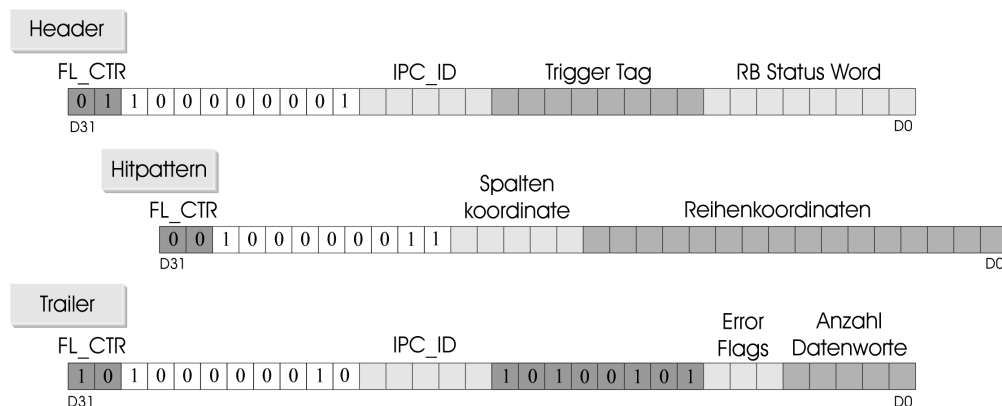 Header
FL_CTR IPC_ID Trigger Tag RB Status Word
0 1 1 0 0 0 0 0 0 0 1
D31 D0
Hitpattern
FL_CTR Spalten koordinate Reihenkoordinaten
0 0 1 0 0 0 0 0 0 1 1
D31 D0
Trailer
FL_CTR IPC_ID Error Flags Anzahl Datenworte
1 0 1 0 0 0 0 0 0 1 0 1 0 1 0 0 1 0 1
D31 D0